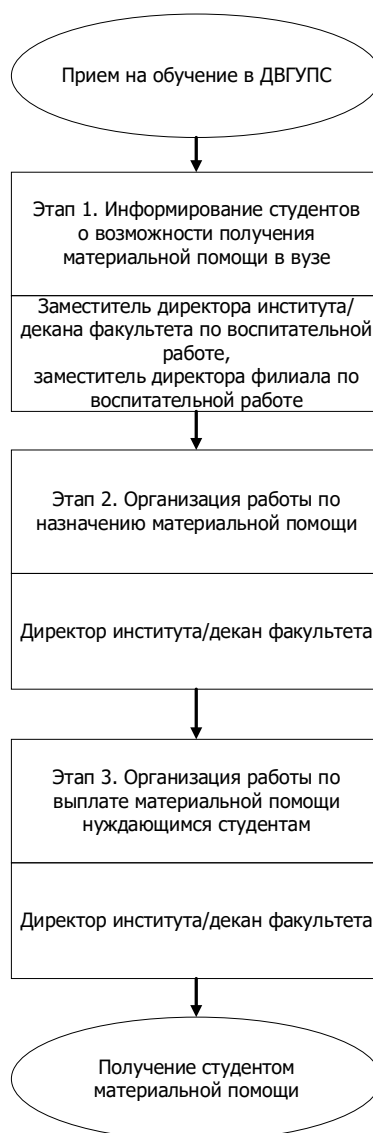 Прием на обучение в ДВГУПС
Этап 1. Информирование студентов
о возможности получения
материальной помощи в вузе
Заместитель директора института/
декана факультета по воспитательной
работе,
заместитель директора филиала по
воспитательной работе
Этап 2. Организация работы по
назначению материальной помощи
Директор института/декан факультета
Этап 3. Организация работы по
выплате материальной помощи
нуждающимся студентам
Директор института/декан факультета
Получение студентом
материальной помощи